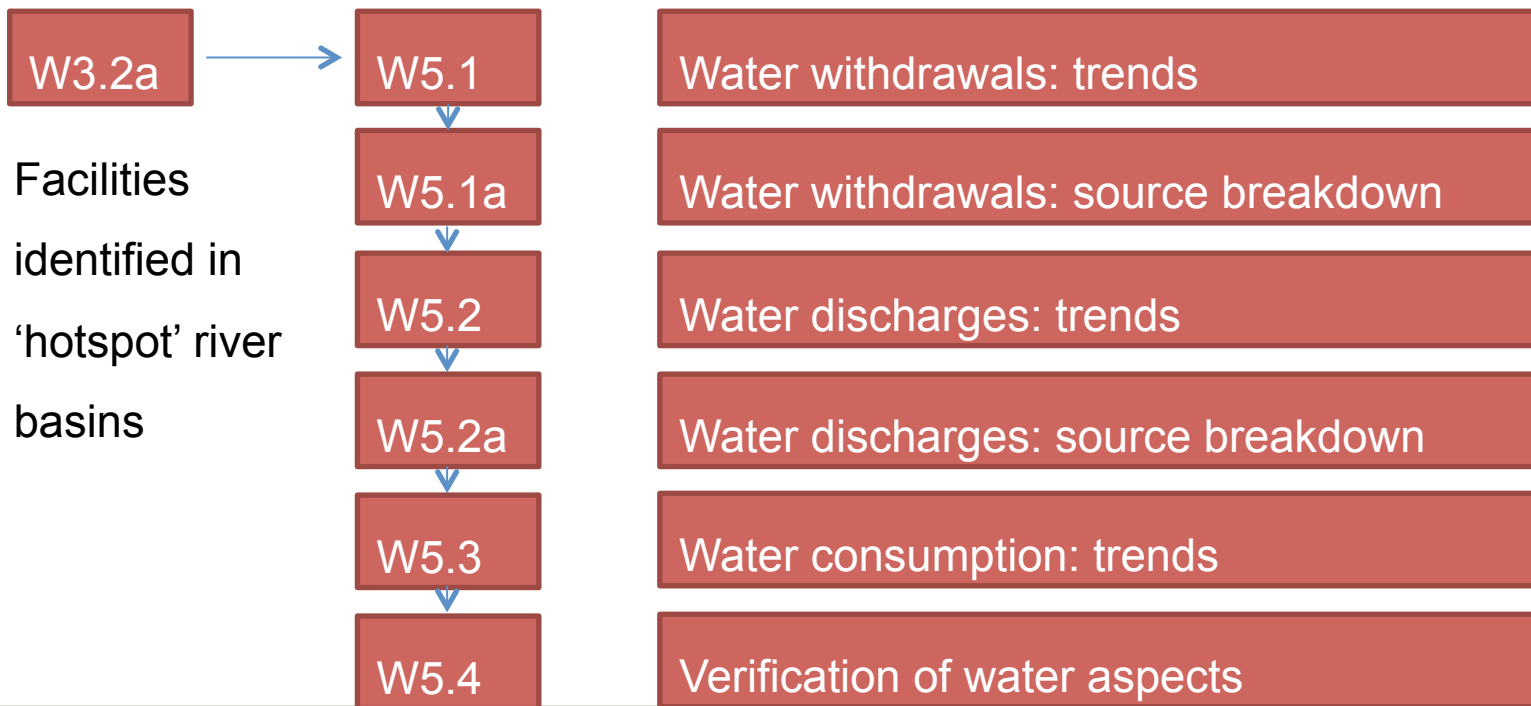 W3.2a
W5.1
Water withdrawals: trends
Facilities
identified in
‘hotspot’ river
basins
W5.1a
Water withdrawals: source breakdown
W5.2
Water discharges: trends
W5.2a
Water discharges: source breakdown
W5.3
Water consumption: trends
W5.4
Verification of water aspects